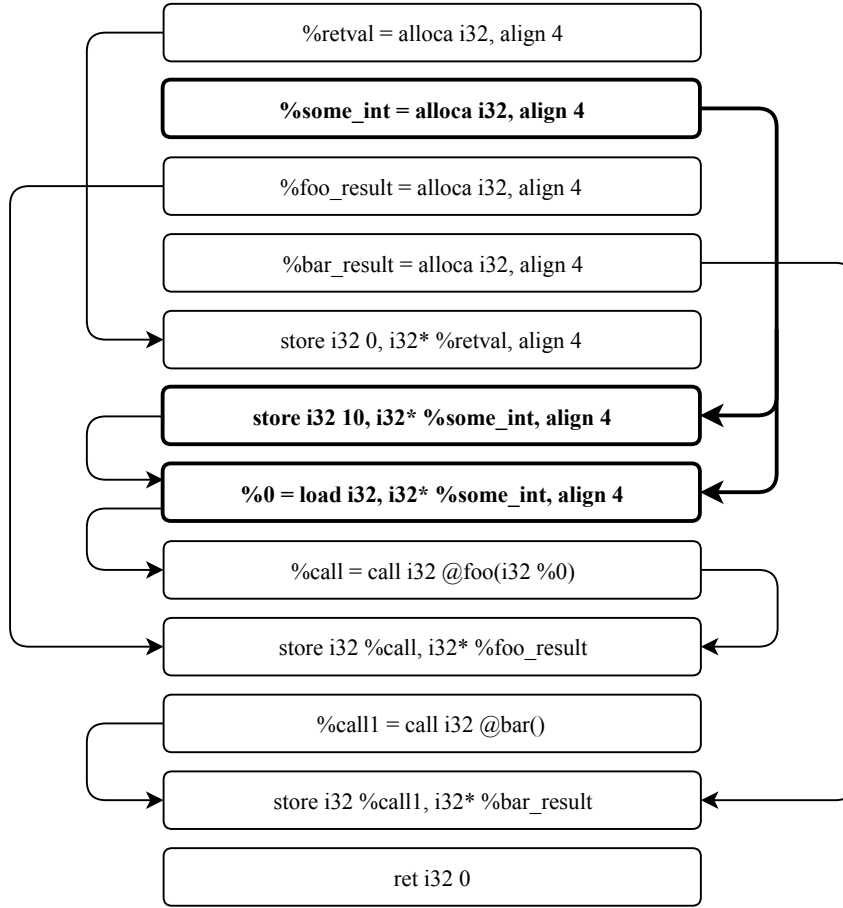 %retval = alloca i32, align 4
%some_int = alloca i32, align 4
%foo_result = alloca i32, align 4
%bar_result = alloca i32, align 4
store i32 0, i32* %retval, align 4
store i32 10, i32* %some_int, align 4
%0 = load i32, i32* %some_int, align 4
%call = call i32 @foo(i32 %0)
store i32 %call, i32* %foo_result
%call1 = call i32 @bar()
store i32 %call1, i32* %bar_result
ret i32 0